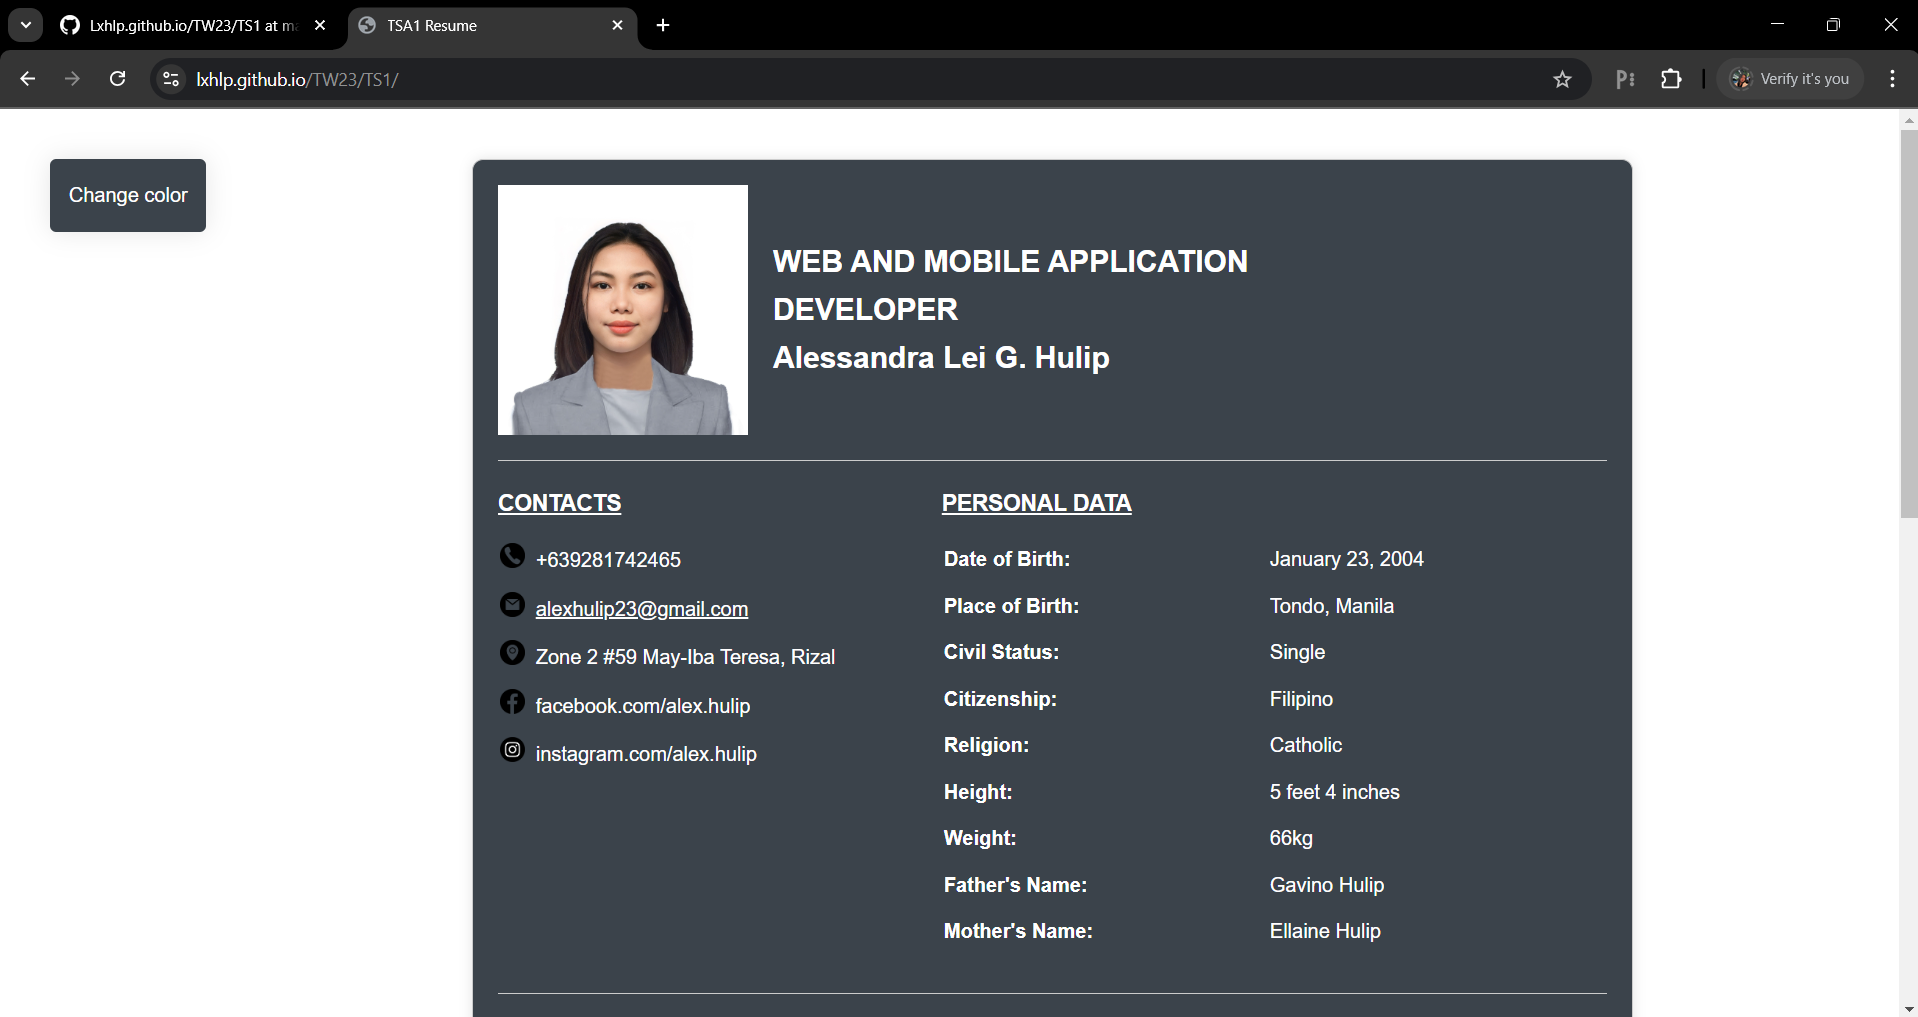 Lxhlp.github.io/TW23/TS1 at ma
TSA1 Resume
lxhlp.github.io/TW23/TS1/
Verify it's you
Change color
WEB AND MOBILE APPLICATION
DEVELOPER
Alessandra Lei G. Hulip
CONTACTS
+639281742465
alexhulip23@gmail.com
Zone 2 #59 May-Iba Teresa, Rizal
facebook.com/alex.hulip
instagram.com/alex.hulip
PERSONAL DATA
Date of Birth: January 23, 2004
Place of Birth: Tondo, Manila
Civil Status: Single
Citizenship: Filipino
Religion: Catholic
Height: 5 feet 4 inches
Weight: 66kg
Father's Name: Gavino Hulip
Mother's Name: Ellaine Hulip